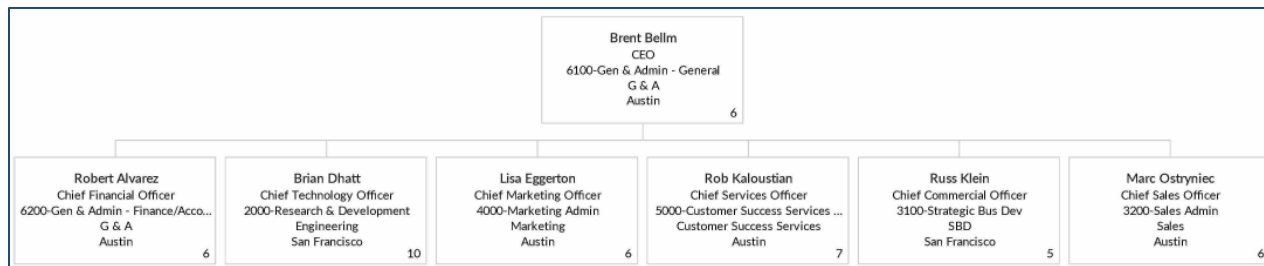 Brent Bellm
CEO
6100-Gen & Admin - General
G & A
Austin
6
Robert Alvarez
Chief Financial Officer
6200-Gen & Admin - Finance/Acco...
G & A
Austin
6
Brian Dhatt
Chief Technology Officer
2000-Research & Development
Engineering
San Francisco
10
Lisa Eggerton
Chief Marketing Officer
4000-Marketing Admin
Marketing
Austin
6
Rob Kaloustian
Chief Services Officer
5000-Customer Success Services ...
Customer Success Services
Austin
7
Russ Klein
Chief Commercial Officer
3100-Strategic Bus Dev
SBD
San Francisco
5
Marc Ostryniec
Chief Sales Officer
3200-Sales Admin
Sales
Austin
6